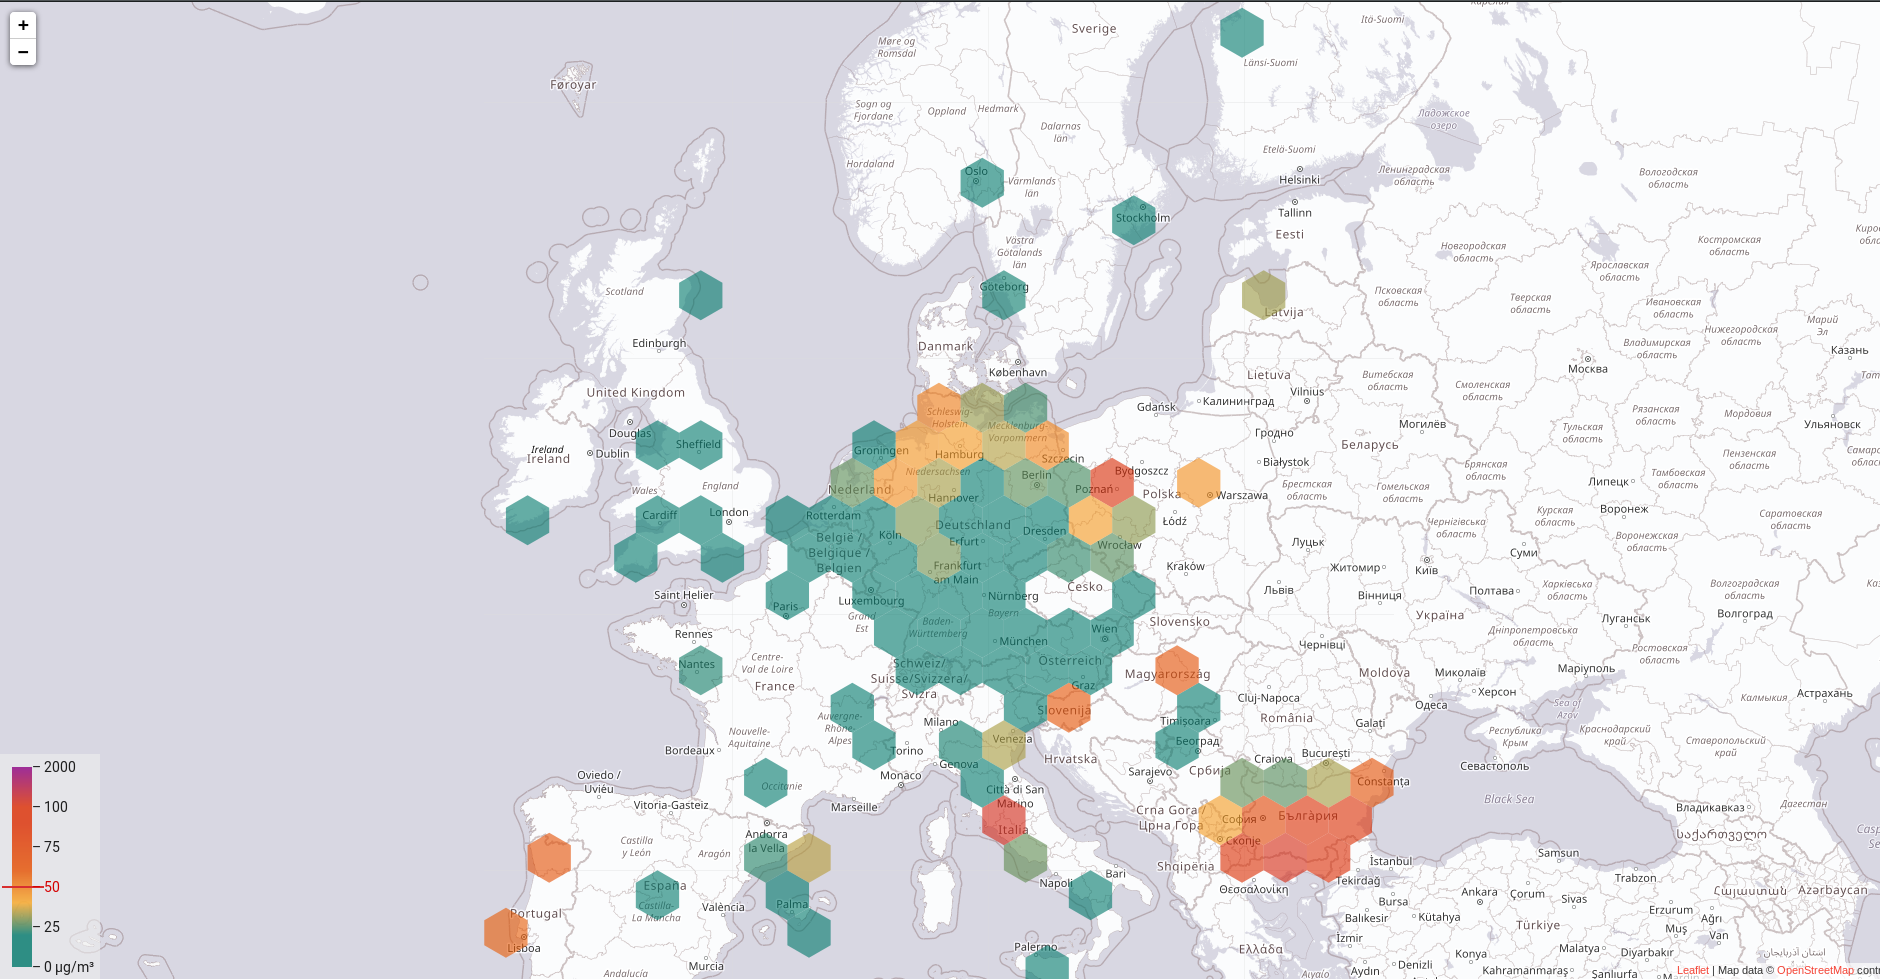 +
−
Sverige
Itä-Suomi
Møre og
Romsdal
Länsi-Suomi
Føroyar
Sogn og
Fjordane
Oppland
Hedmark
Dalarnas
län
Ладожское
озеро
Etelä-Suomi
Hordaland
Oslo
Värmlands
län
Helsinki
Ленинградская
область
Вологодская
область
Stockholm
Tallinn
Eesti
Västra
Götalands
län
Новгородская
область
Костромская
область
Ярославская
область
Scotland
Göteborg
Latvija
Псковская
область
Тверская
область
Ивановская
область
Марий
Эл
Нижегородская
область
Владимирская
область
Казань
Edinburgh
Danmark
København
Москва
Lietuva
Витебская
область
Смоленская
область
United Kingdom
Vilnius
Калининград
Gdańsk
Schleswig-
Holstein
Mecklenburg-
Vorpommern
Рязанская
область
Мордовия
Ульяновск
Тульская
область
Могилёв
Гродно
Беларусь
Douglas
Sheffield
Ireland
Ireland
Dublin
Groningen
Hamburg
Szczecin
Białystok
Брянская
область
Пензенская
область
Тамбовская
область
Липецк
Niedersachsen
Berlin
Bydgoszcz
Poznań
Polska
Warszawa
Брестская
область
Гомельская
область
Wales
England
Nederland
Hannover
Cardiff
London
Rotterdam
Deutschland
Dresden
Łódź
Курская
область
Воронеж
Саратовская
область
Чернігівська
область
Воронежская
область
België /
Belgique /
Belgien
Köln
Erfurt
Wrocław
Луцьк
Суми
Frankfurt
am Main
Kraków
Житомир
Київ
Česko
Львів
Вінниця
Полтава
Харківська
область
Волгоградская
область
Saint Helier
Paris
Luxembourg
Nürnberg
Bayern
Україна
Луганськ
Волгоград
Grand
Est
Baden-
Württemberg
Wien
Slovensko
Rennes
München
Чернівці
Дніпропетровська
область
Ростовская
область
Centre-
Val de Loire
Nantes
Schweiz/
Suisse/Svizzera/
Svizra
Österreich
Magyarország
Moldova
Миколаїв
Маріуполь
France
Graz
Cluj-Napoca
Херсон
Калмыкия
Астрахань
Slovenija
Одеса
Sea of
Azov
Auvergne-
Rhône-
Alpes
Milano
Timișoara
România
Galați
Nouvelle-
Aquitaine
Venezia
Београд
Республика
Крым
Краснодарский
край
Ставропольский
край
Bordeaux
Torino
Genova
Hrvatska
București
Craiova
Севастополь
Oviedo /
Uviéu
Occitanie
Monaco
Sarajevo
Србија
Constanța
Città di San
Marino
Vitoria-Gasteiz
Marseille
Crna Gora /
Црна Гора
Black Sea
Владикавказ
Дагестан
Andorra
la Vella
Italia
София
България
Castilla
y León
Aragón
Скопје
საქართველო
Shqipëria
İstanbul
Samsun
Napoli
Bari
Θεσσαλονίκη
Tekirdağ
Trabzon
España
Castilla-
La Mancha
València
Palma
Bursa
Ankara
Çorum
Sivas
Հայաստան
Azərbaycan
Portugal
Balıkesir
Kütahya
Erzurum
Ağrı
Muş
Van
Lisboa
Palermo
Ελλάδα
İzmir
Türkiye
Malatya
Diyarbakır
Murcia
Andalucía
Αιγαίο
Aydın
Denizli
Konya
Kahramanmaraş
Şanlıurfa
2000
100
75
50
25
0 µg/m³
Leaflet | Map data © OpenStreetMap contr